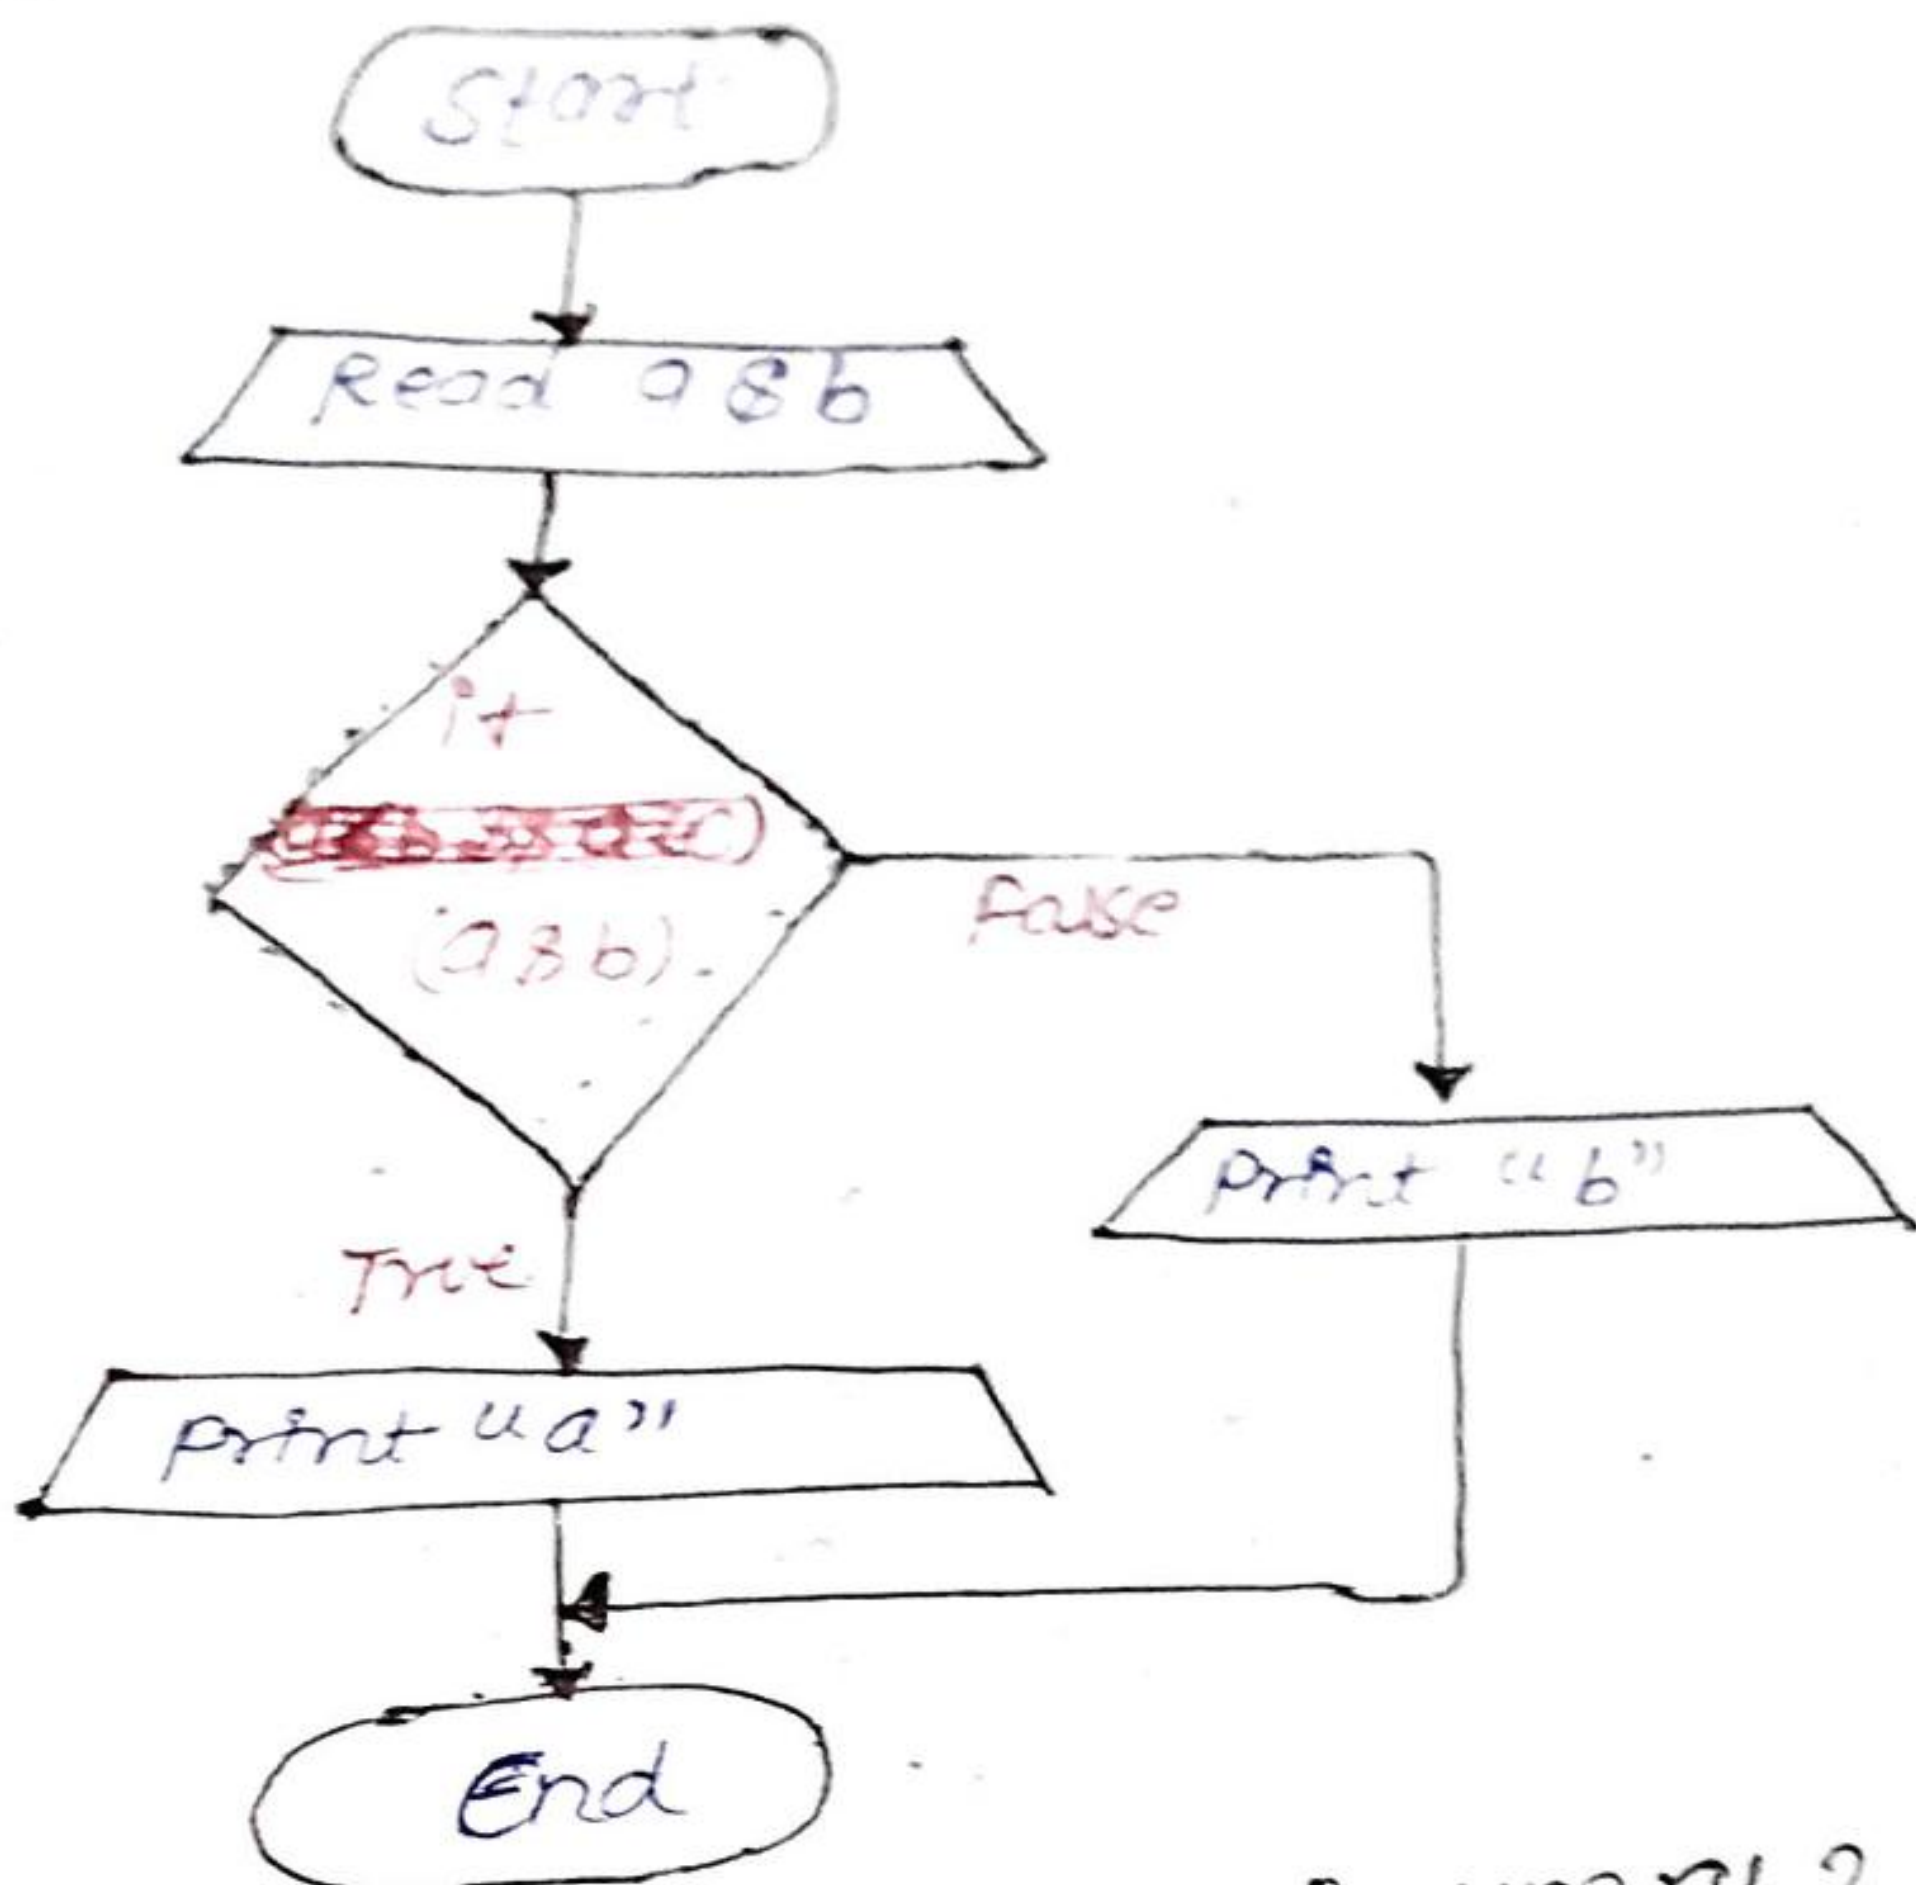 Start
Read a & b
if
(a & b)
False
print "b"
True
print "a"
End